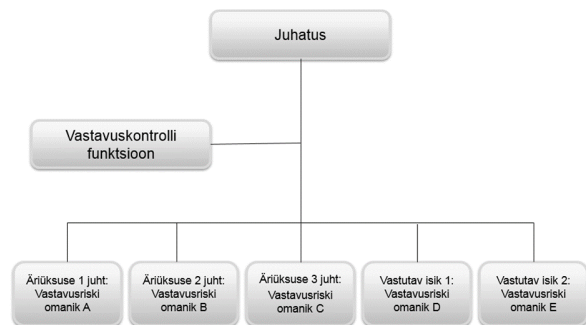 Juhatus
Vastavuskontrolli
funktsioon
Äriüksuse 1 juht:
Vastavusriski
omanik A
Äriüksuse 2 juht:
Vastavusriski
omanik B
Äriüksuse 3 juht:
Vastavusriski
omanik C
Vastutav isik 1:
Vastavusriski
omanik D
Vastutav isik 2:
Vastavusriski
omanik E